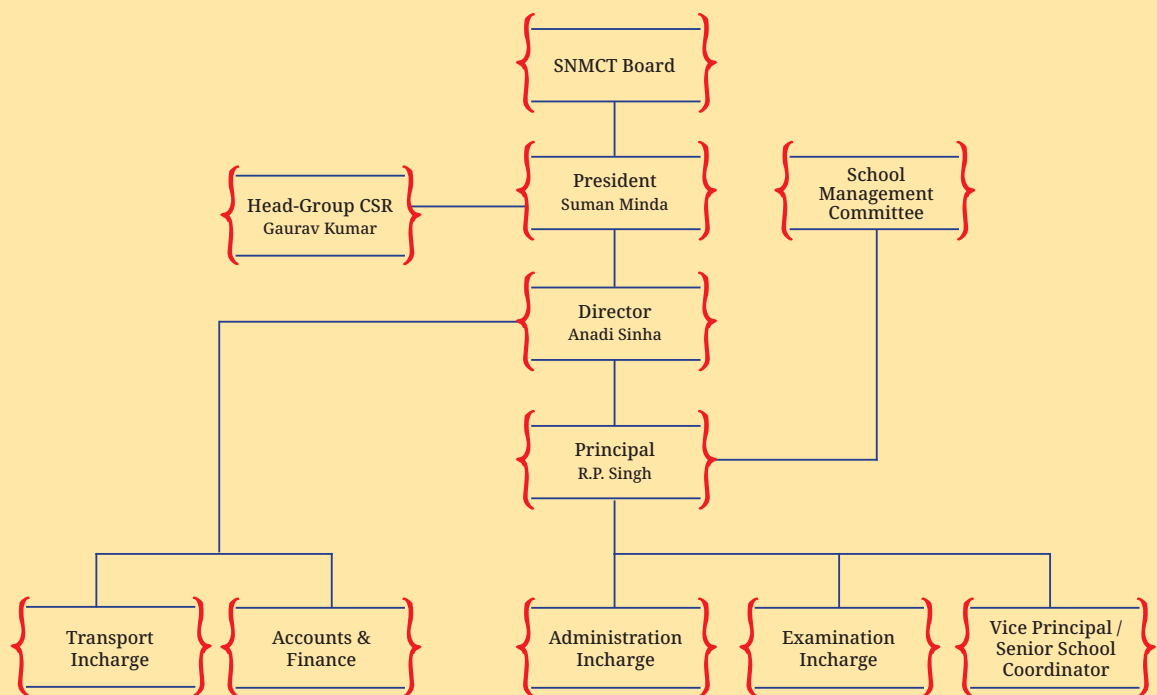 SNMCT Board
President
Suman Minda
School
Management
Committee
Head-Group CSR
Gaurav Kumar
Director
Anadi Sinha
Principal
R.P. Singh
Transport
Incharge
Accounts &
Finance
Administration
Incharge
Examination
Incharge
Vice Principal /
Senior School
Coordinator